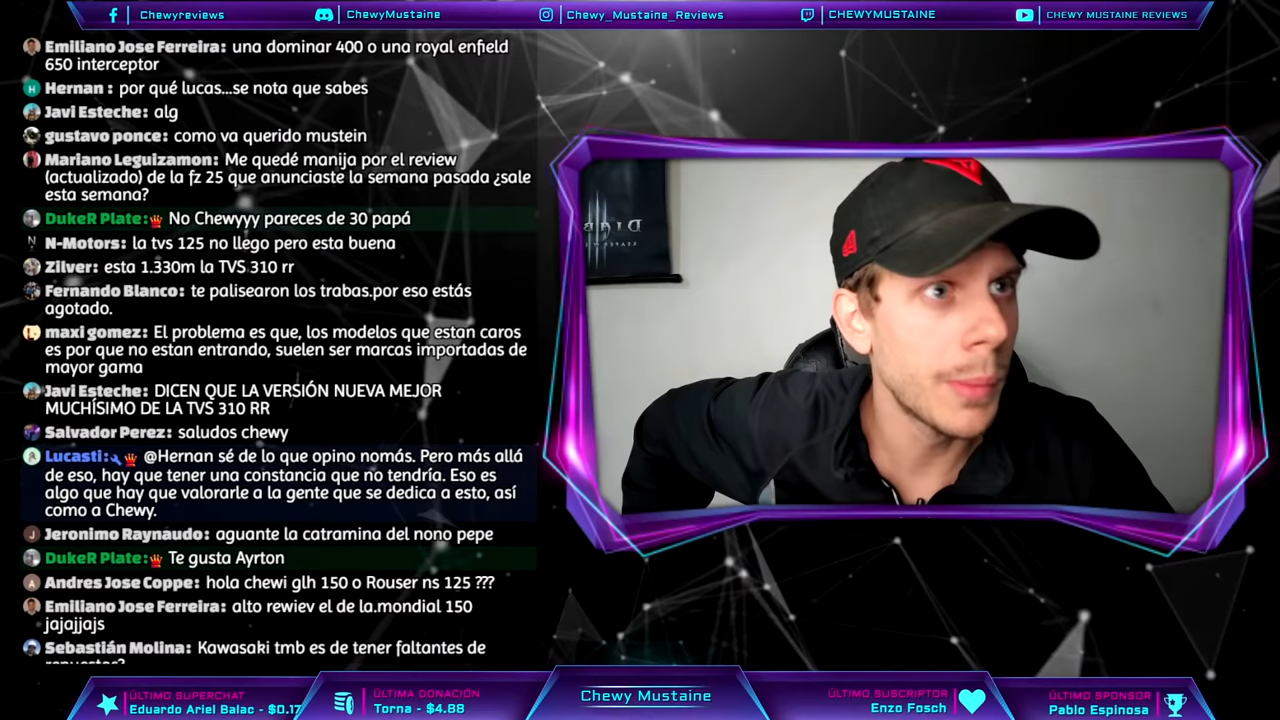 Chewyreviews
ChewyMustaine
Chewy_Mustaine_Reviews
CHEWYMUSTAINE
CHEWY MUSTAINE REVIEWS
Emiliano Jose Ferreira: una dominar 400 o una royal enfield
650 interceptor
H Hernan : por qué lucas...se nota que sabes
Javi Esteche: alg
gustavo ponce: como va querido mustein
Mariano Leguizamon: Me quedé manija por el review
(actualizado) de la fz 25 que anunciaste la semana pasada ¿sale
esta semana?
DukeR Plate: No Chewyyy pareces de 30 papá
N N-Motors: la tvs 125 no llego pero esta buena
Zilver: esta 1.330m la TVS 310 rr
Fernando Blanco: te palisearon los trabas.por eso estás
agotado.
maxi gomez: El problema es que, los modelos que estan caros
es por que no estan entrando, suelen ser marcas importadas de
mayor gama
Javi Esteche: DICEN QUE LA VERSIÓN NUEVA MEJOR
MUCHÍSIMO DE LA TVS 310 RR
Salvador Perez: saludos chewy
Lucasti: @Hernan sé de lo que opino nomás. Pero más allá
de eso, hay que tener una constancia que no tendría. Eso es
algo que hay que valorarle a la gente que se dedica a esto, así
como a Chewy.
J Jeronimo Raynaudo: aguante la catramina del nono pepe
DukeR Plate: Te gusta Ayrton
A Andres Jose Coppe: hola chewi glh 150 o Rouser ns 125 ???
Emiliano Jose Ferreira: alto rewiev el de la.mondial 150
jajajjajs
Sebastián Molina: Kawasaki tmb es de tener faltantes de
repuestos?
ÚLTIMO SUPERCHAT
Eduardo Ariel Balac - $0.17
ÚLTIMA DONACIÓN
Torna - $4.88
Chewy Mustaine
ÚLTIMO SUBSCRIPTOR
Enzo Fosch
ÚLTIMO SPONSOR
Pablo Espinosa